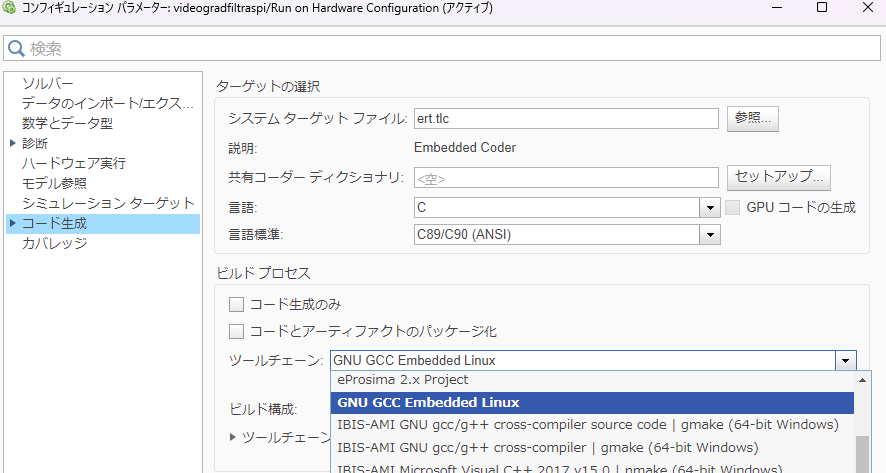 コンフィギュレーション パラメーター: videogradfiltraspi/Run on Hardware Configuration (アクティブ)
検索
ソルバー
データのインポート/エクス...
数学とデータ型
診断
ハードウェア実行
モデル参照
シミュレーション ターゲット
コード生成
カバレッジ
ターゲットの選択
システム ターゲット ファイル: ert.tlc 参照...
説明: Embedded Coder
共有コーダー ディクショナリ: <空> セットアップ...
言語: C GPU コードの生成
言語標準: C89/C90 (ANSI)
ビルド プロセス
コード生成のみ
コードとアーティファクトのパッケージ化
ツールチェーン: GNU GCC Embedded Linux
eProsima 2.x Project
GNU GCC Embedded Linux
ビルド構成:
IBIS-AMI GNU gcc/g++ cross-compiler source code | gmake (64-bit Windows)
ツールチェーン
IBIS-AMI GNU gcc/g++ cross-compiler | gmake (64-bit Windows)
IBIS-AMI Microsoft Visual C++ 2017 v15.0 | nmake (64-bit Windows)